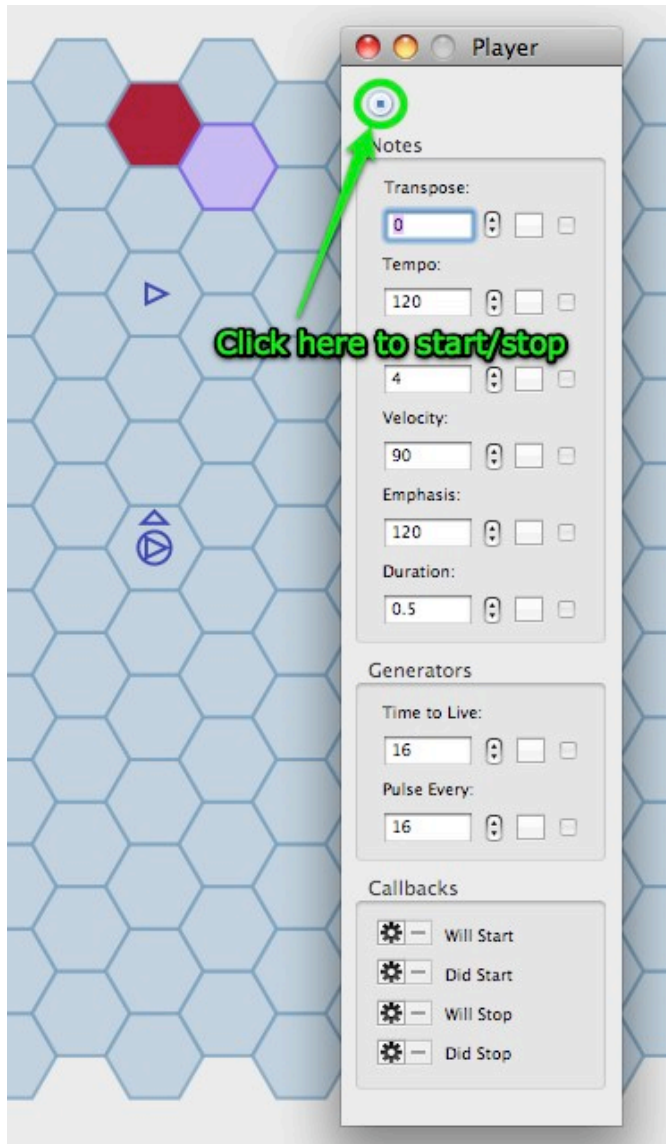 Player
Notes
Transpose:
0
Tempo:
120
Click here to start/stop
4
Velocity:
90
Emphasis:
120
Duration:
0.5
Generators
Time to Live:
16
Pulse Every:
16
Callbacks
Will Start
Did Start
Will Stop
Did Stop